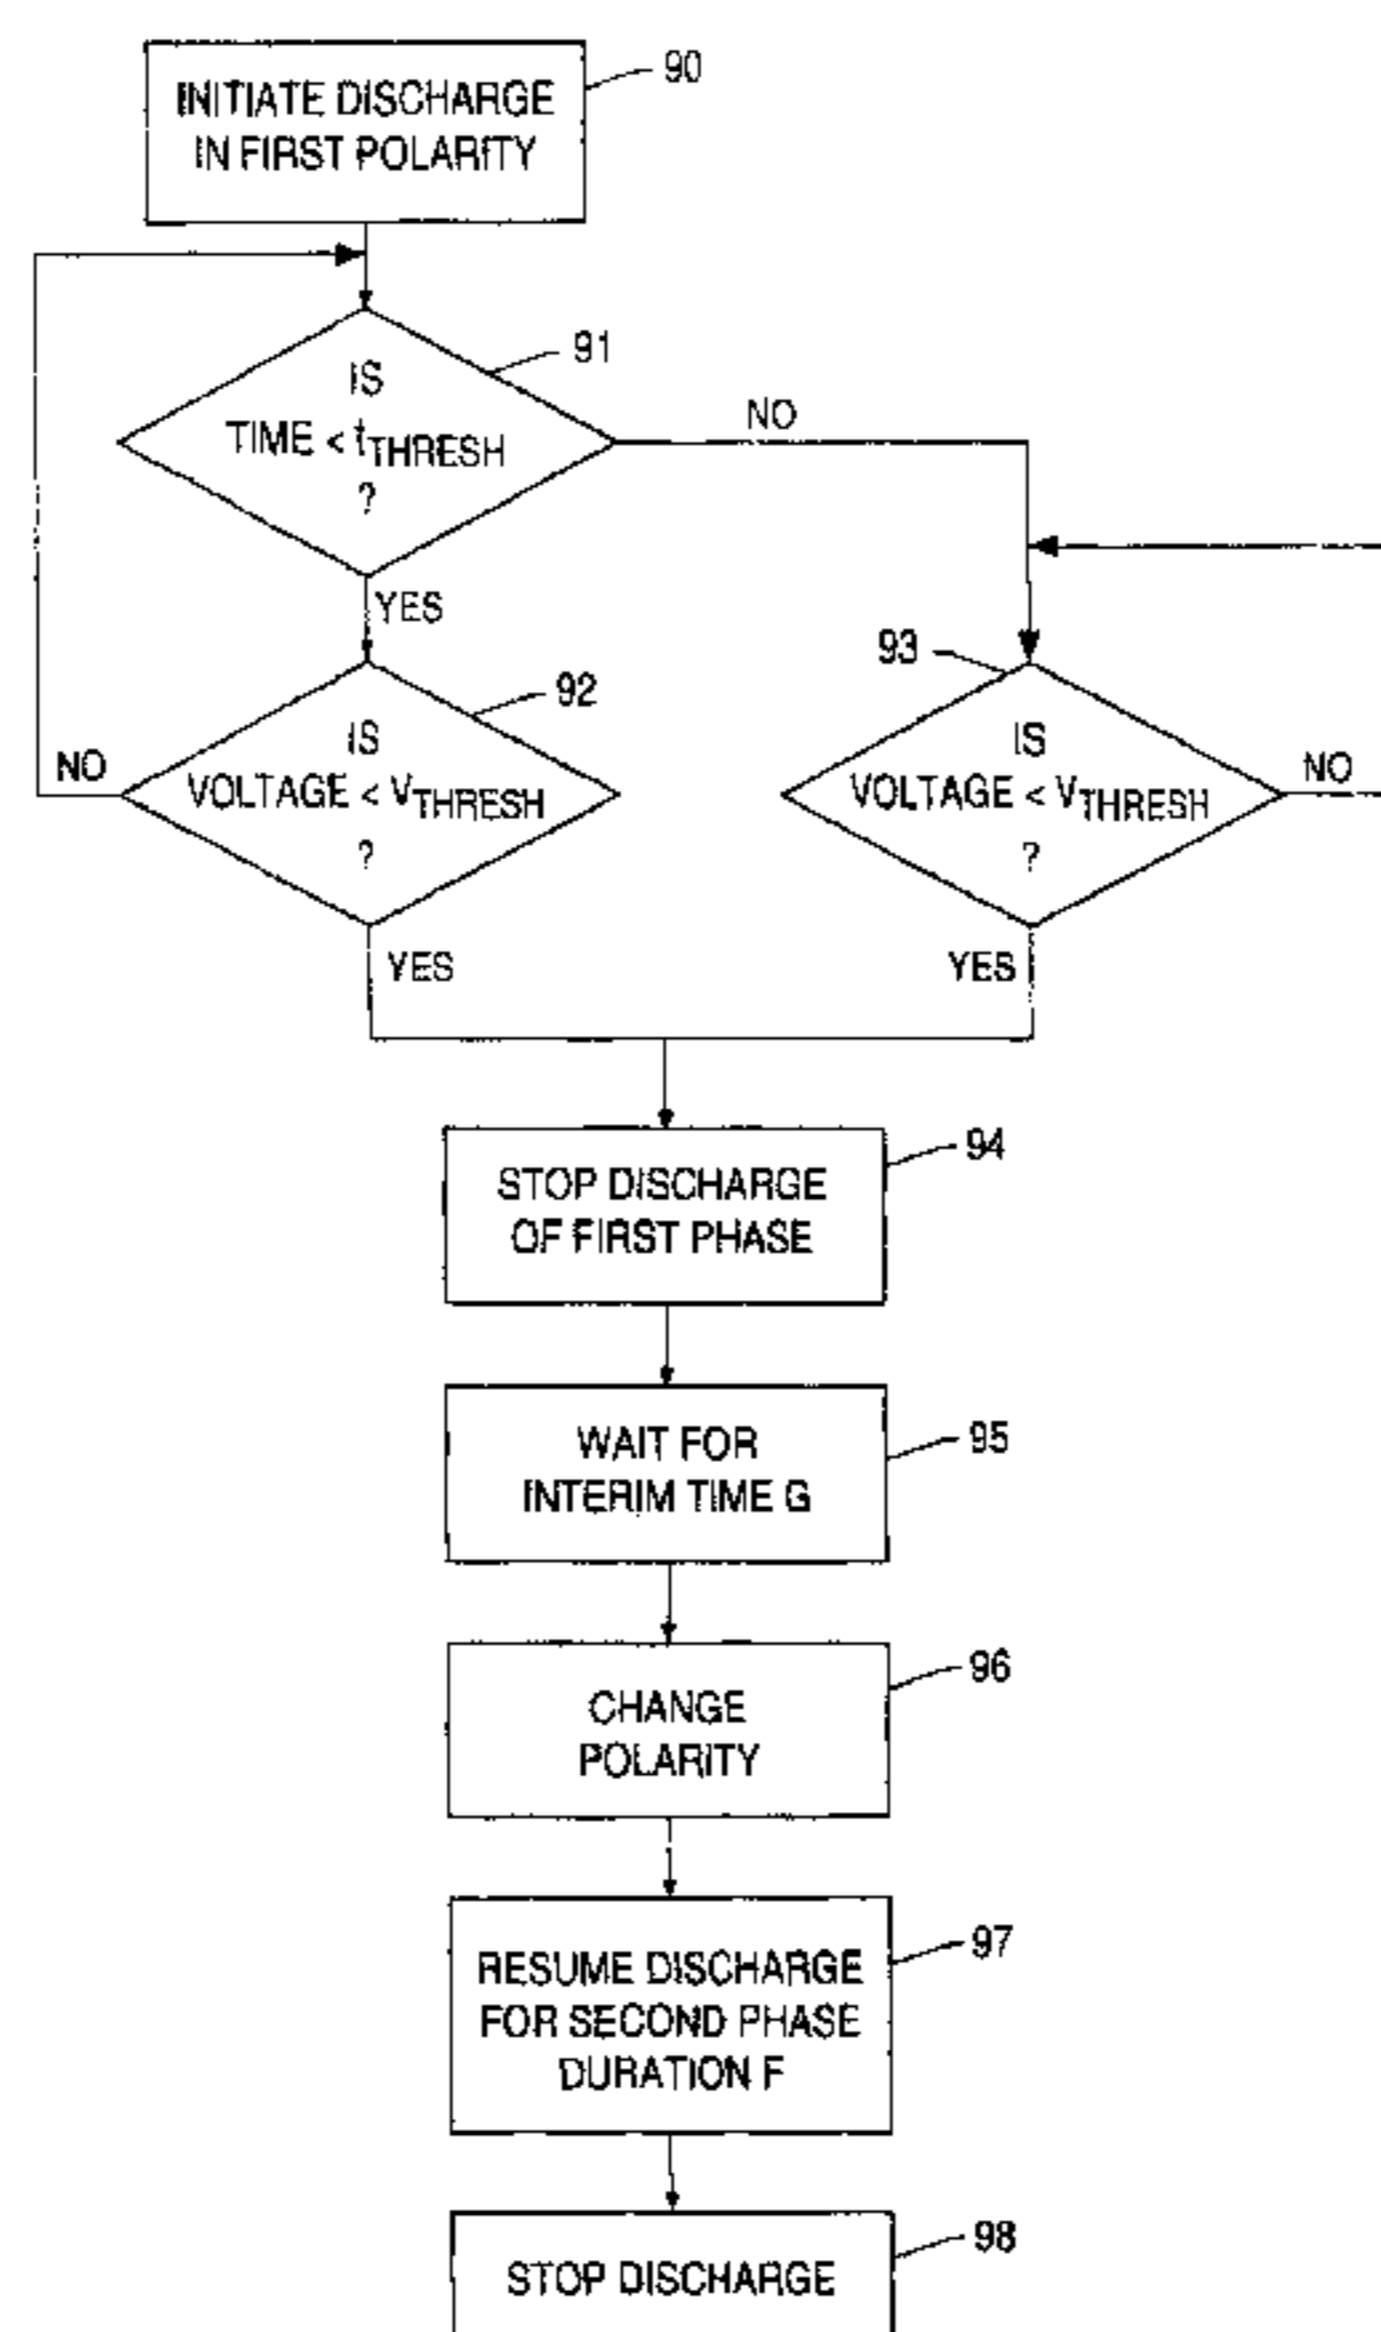 INITIATE DISCHARGE
IN FIRST POLARITY
90
IS
TIME < tTHRESH
?
91
NO
YES
IS
VOLTAGE < VTHRESH
?
92
NO
YES
93
IS
VOLTAGE < VTHRESH
?
NO
YES
STOP DISCHARGE
OF FIRST PHASE
94
WAIT FOR
INTERIM TIME G
95
CHANGE
POLARITY
96
RESUME DISCHARGE
FOR SECOND PHASE
DURATION F
97
STOP DISCHARGE
98